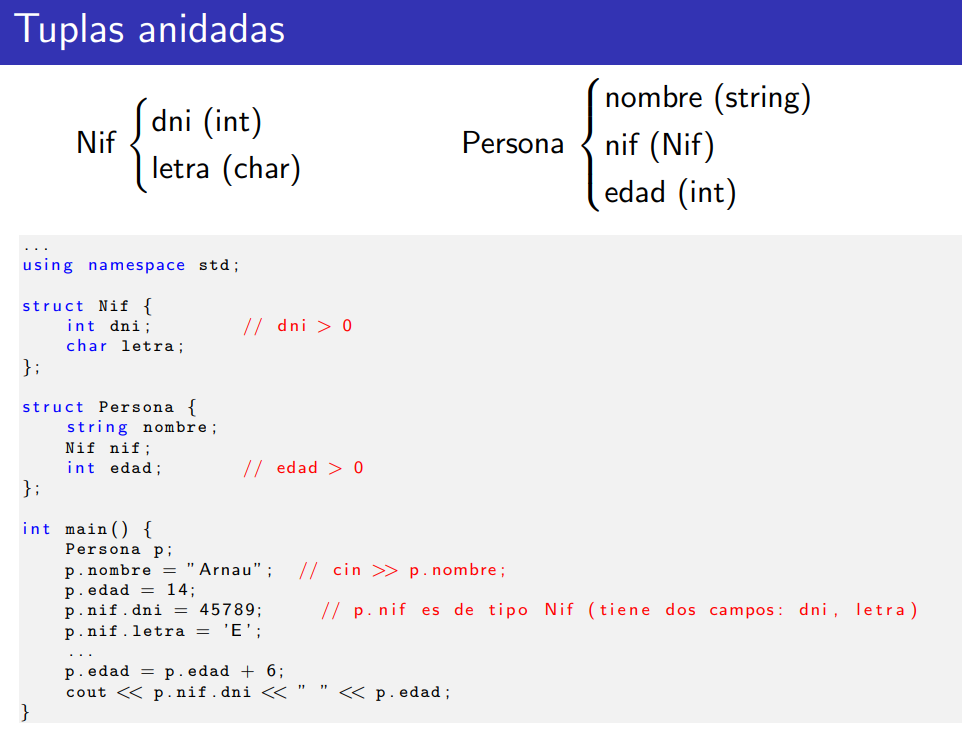 Tuplas anidadas
Nif { dni (int)
letra (char)
Persona { nombre (string)
nif (Nif)
edad (int)
...
using namespace std;
struct Nif {
    int dni;        // dni > 0
    char letra;
};
struct Persona {
    string nombre;
    Nif nif;
    int edad;       // edad > 0
};
int main() {
    Persona p;
    p.nombre = "Arnau";  // cin >> p.nombre;
    p.edad = 14;
    p.nif.dni = 45789;     // p.nif es de tipo Nif (tiene dos campos: dni, letra)
    p.nif.letra = 'E';
    ...
    p.edad = p.edad + 6;
    cout << p.nif.dni << " " << p.edad;
}